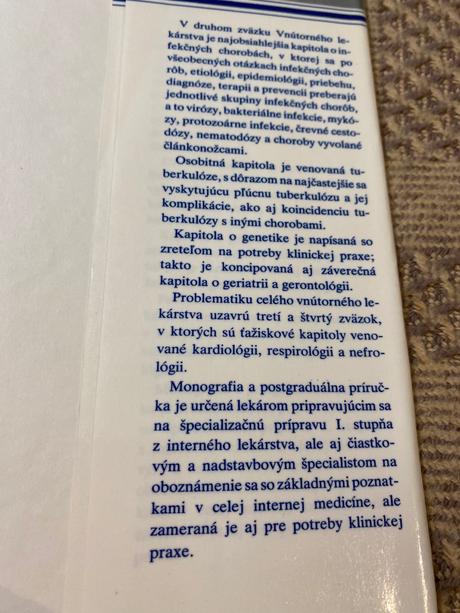 V druhom zväzku Vnútorného le-
kárstva je najobsiahlejšia kapitola o in-
fekčných chorobách, v ktorej sa po
všeobecných otázkach infekčných cho-
rôb, etiológii, epidemiológii, priebehu,
diagnóze, terapii a prevencii preberajú
jednotlivé skupiny infekčných chorôb,
a to virózy, bakteriálne infekcie, mykó-
zy, protozoárne infekcie, črevné cesto-
dózy, nematodózy a choroby vyvolané
článkonožcami.
Osobitná kapitola je venovaná tu-
berkulóze, s dôrazom na najčastejšie sa
vyskytujúcu pľúcnu tuberkulózu a jej
komplikácie, ako aj koincidenciu tu-
berkulózy s inými chorobami.
Kapitola o genetike je napísaná so
zreteľom na potreby klinickej praxe;
takto je koncipovaná aj záverečná
kapitola o geriatrii a gerontológii.
Problematiku celého vnútorného le-
kárstva uzavrú tretí a štvrtý zväzok,
v ktorých sú ťažiskové kapitoly veno-
vané kardiológii, respirológii a nefro-
lógii.
Monografia a postgraduálna príruč-
ka je určená lekárom pripravujúcim sa
na špecializačnú prípravu I. stupňa
z interného lekárstva, ale aj čiastko-
vým a nadstavbovým špecialistom na
oboznámenie sa so základnými poznat-
kami v celej internej medicíne, ale
zameraná je aj pre potreby klinickej
praxe.